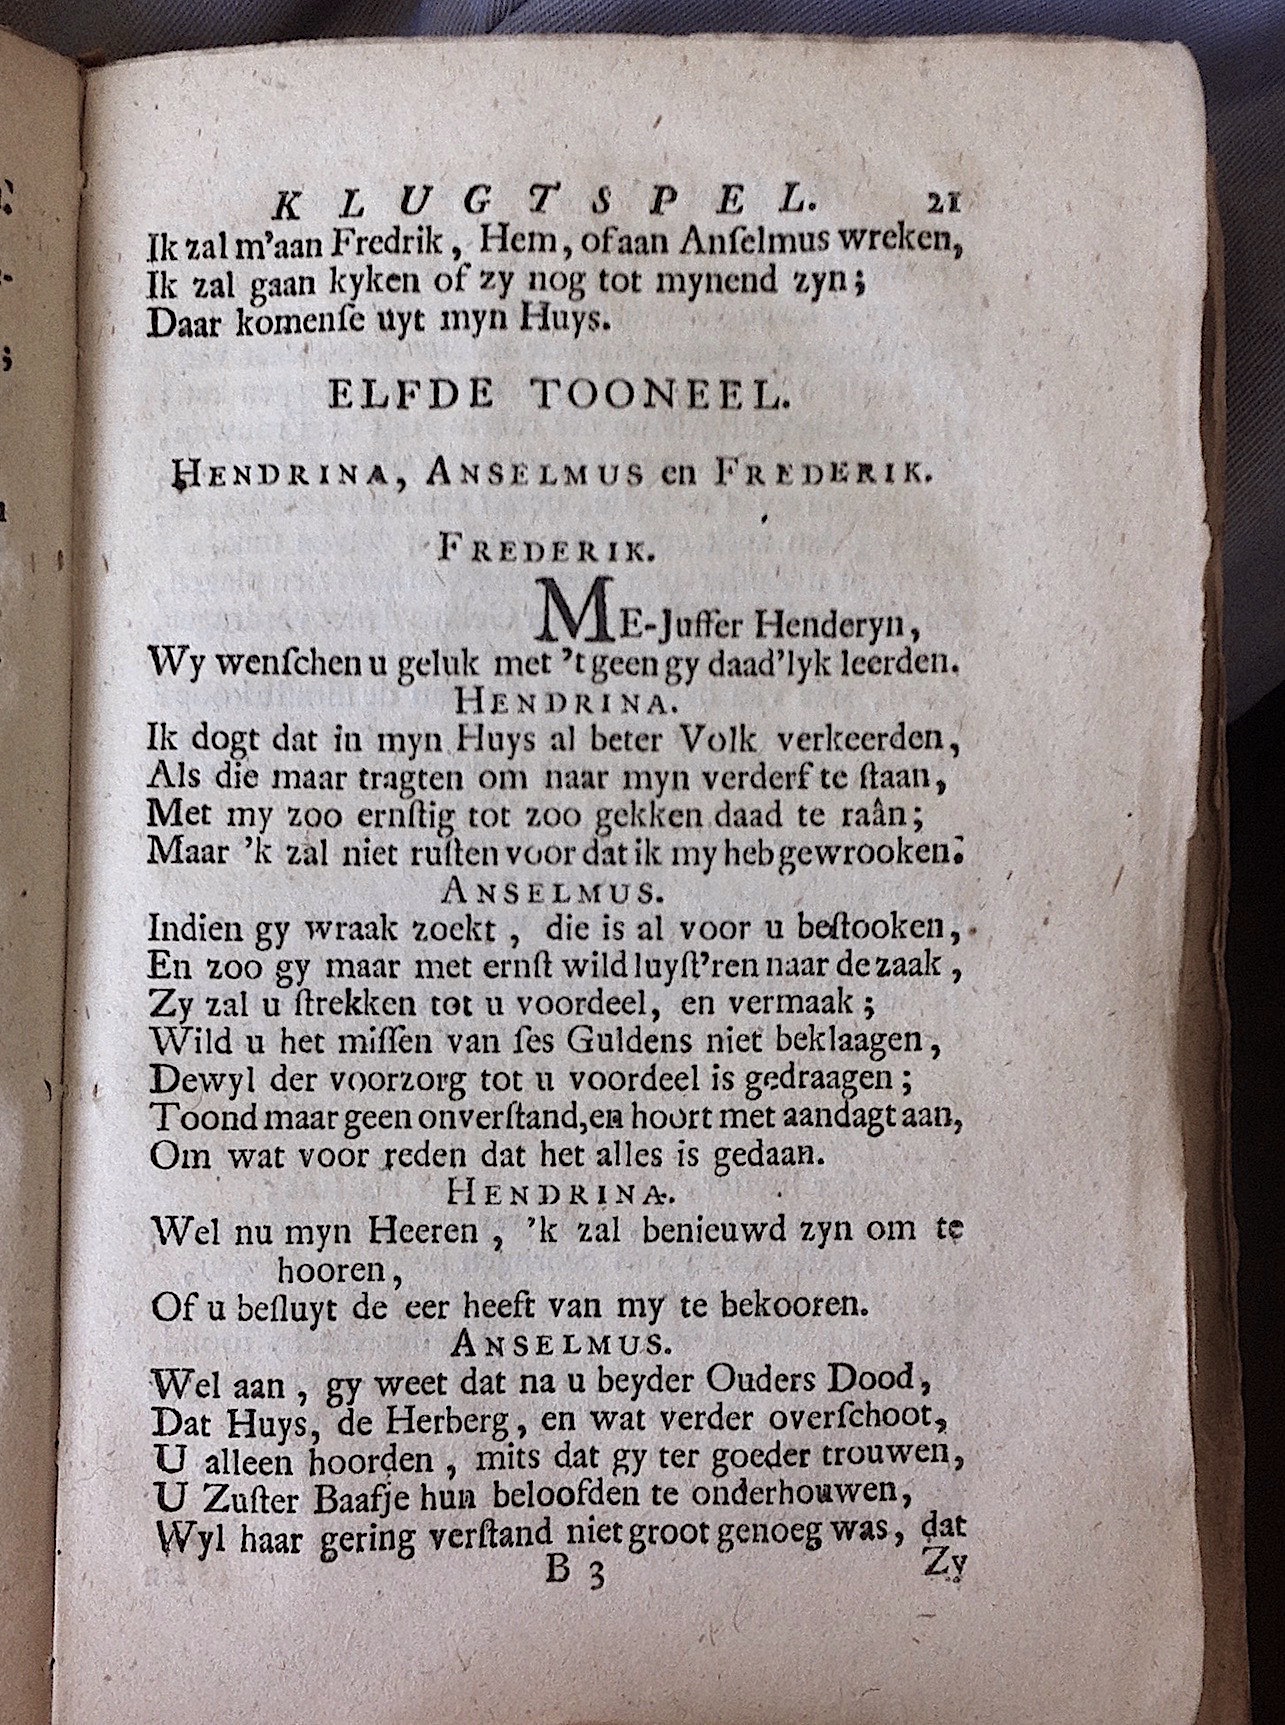 KLUGTSPEL. 21
Ik zal m'aan Fredrik, Hem, of aan Anſelmus wreken,
Ik zal gaan kyken of zy nog tot mynend zyn;
Daar komenſe uyt myn Huys.
ELFDE TOONEEL.
HENDRINA, ANSELMUS en FREDERIK.
FREDERIK.
ME-Juffer Henderyn,
Wy wenſchen u geluk met 't geen gy daad'lyk leerden.
HENDRINA.
Ik dogt dat in myn Huys al beter Volk verkeerden,
Als die maar tragten om naar myn verderf te ſtaan,
Met my zoo ernſtig tot zoo gekken daad te raân;
Maar 'k zal niet ruſten voor dat ik my heb gewrooken.
ANSELMUS.
Indien gy wraak zoekt, die is al voor u beſtooken,
En zoo gy maar met ernſt wild luyſt'ren naar de zaak,
Zy zal u ſtrekken tot u voordeel, en vermaak;
Wild u het miſſen van ſes Guldens niet beklaagen,
Dewyl der voorzorg tot u voordeel is gedraagen;
Toond maar geen onverſtand, en hoort met aandagt aan,
Om wat voor reden dat het alles is gedaan.
HENDRINA.
Wel nu myn Heeren, 'k zal benieuwd zyn om te
hooren,
Of u beſluyt de eer heeft van my te bekooren.
ANSELMUS.
Wel aan, gy weet dat na u beyder Ouders Dood,
Dat Huys, de Herberg, en wat verder overſchoot,
U alleen hoorden, mits dat gy ter goeder trouwen,
U Zuſter Baafje hun beloofden te onderhouwen,
Wyl haar gering verſtand niet groot genoeg was, dat
B 3 Zy